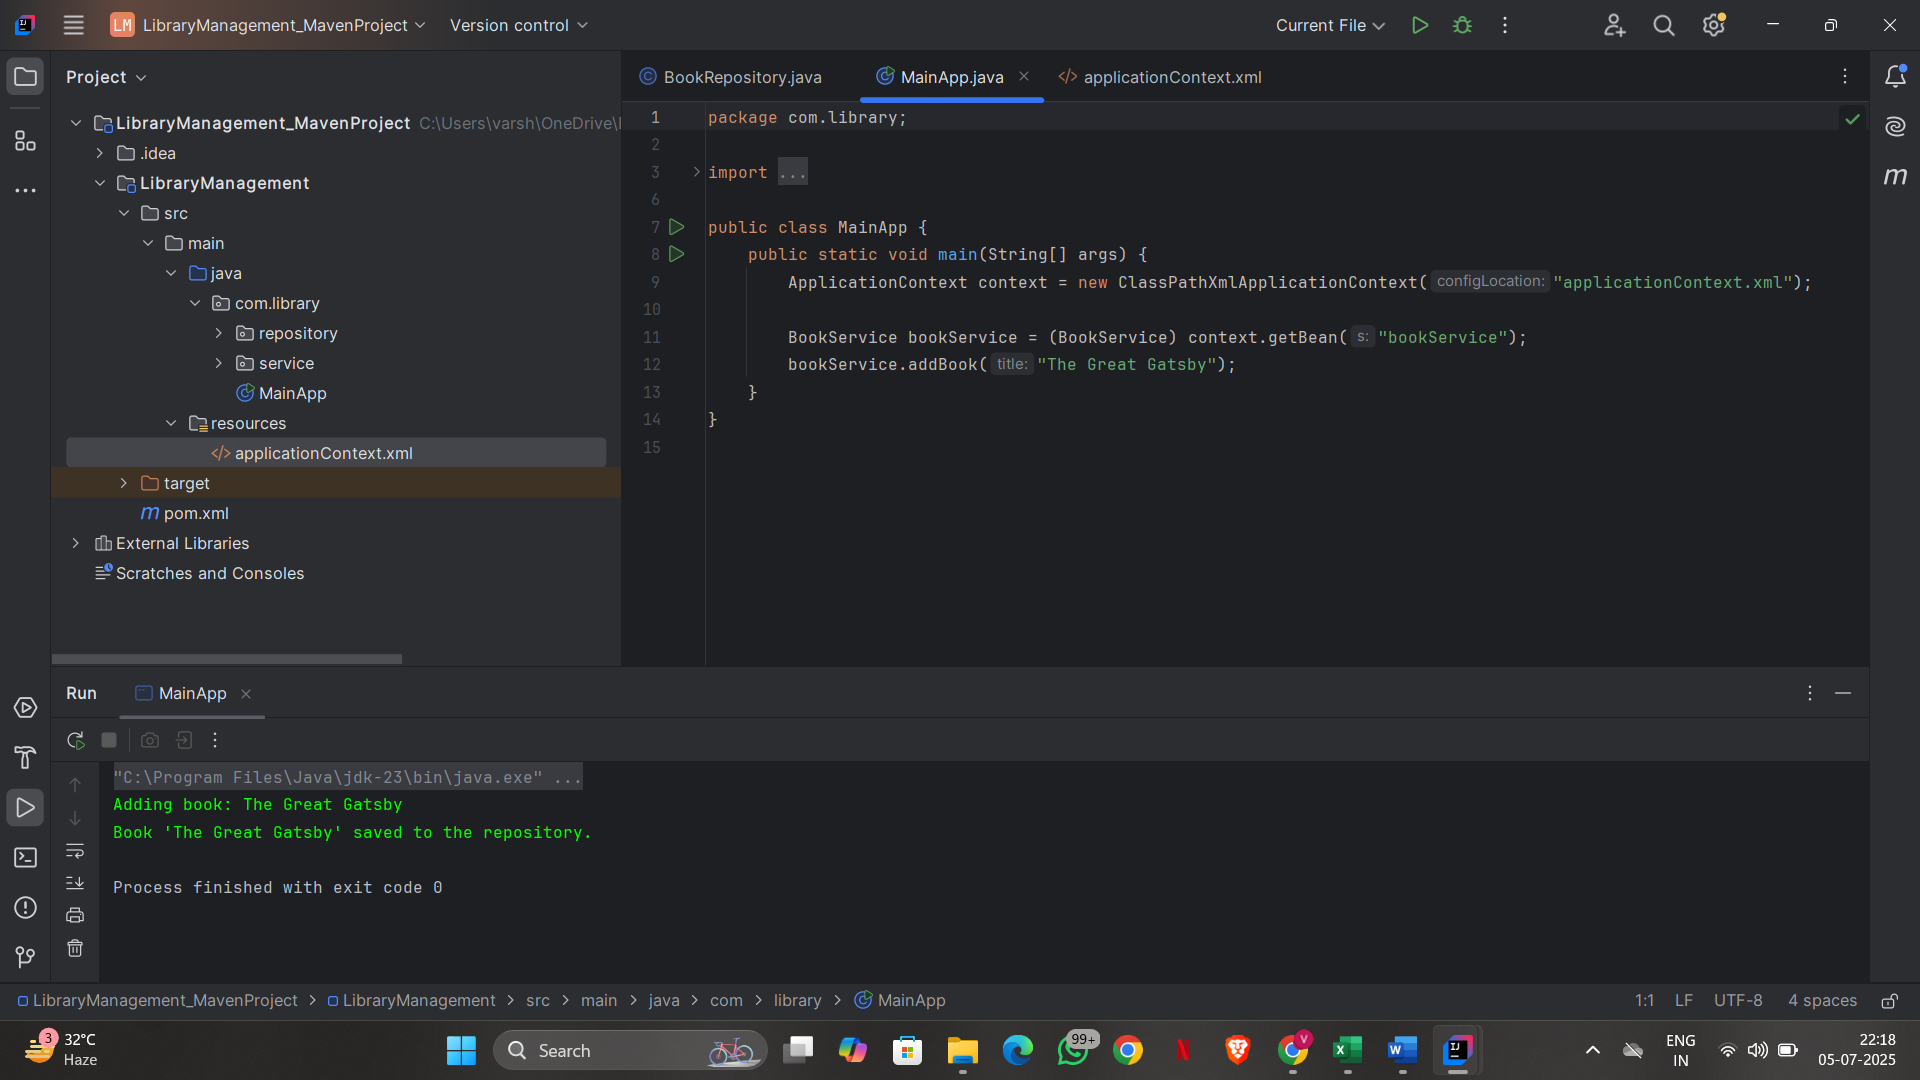 LM LibraryManagement_MavenProject Version control Current File
Project
LibraryManagement_MavenProject C:\Users\varsh\OneDrive\
.idea
LibraryManagement
src
main
java
com.library
repository
service
MainApp
resources
applicationContext.xml
target
pom.xml
External Libraries
Scratches and Consoles
BookRepository.java MainApp.java applicationContext.xml
1 package com.library;
2
3 import ...
6
7 public class MainApp {
8 public static void main(String[] args) {
9 ApplicationContext context = new ClassPathXmlApplicationContext( configLocation: "applicationContext.xml");
10
11 BookService bookService = (BookService) context.getBean( s: "bookService");
12 bookService.addBook( title: "The Great Gatsby");
13 }
14 }
15
Run MainApp
"C:\Program Files\Java\jdk-23\bin\java.exe" ...
Adding book: The Great Gatsby
Book 'The Great Gatsby' saved to the repository.
Process finished with exit code 0
LibraryManagement_MavenProject > LibraryManagement > src > main > java > com > library > MainApp 1:1 LF UTF-8 4 spaces
3 32°C
Haze
Search
99+
V
ENG
IN
22:18
05-07-2025